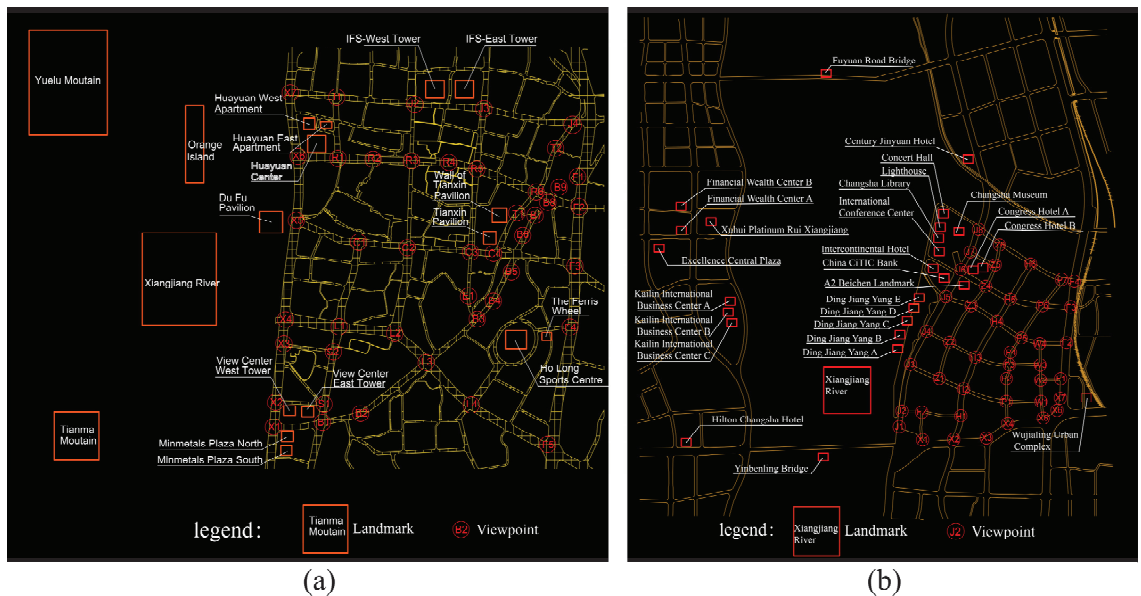 IFS-West Tower
IFS-East Tower
Yuelu Moutain
Huayuan West
Apartment
Orange
Island
Huayuan East
Apartment
Huayuan
Center
Wall of
Tianxin
Pavilion
Du Fu
Pavilion
Tianxin
Pavilion
B9
B6
B5
Xiangjiang River
The Ferris
Wheel
View Center
West Tower
View Center
East Tower
Ho Long
Sports Centre
Tianma
Moutain
Minmetals Plaza North
Minmetals Plaza South
legend:
Tianma
Moutain
Landmark
B2
Viewpoint
(a)
Fuyuan Road Bridge
Century Jinyuan Hotel
Concert Hall
Lighthouse
Changsha Library
International
Conference Center
Changsha Museum
Congress Hotel A
Congress Hotel B
Financial Wealth Center B
Financial Wealth Center A
Xuhui Platinum Rui Xiangjiang
Excellence Central Plaza
Intercontinental Hotel
China CiTIC Bank
A2 Beichen Landmark
Kailin International
Business Center A
Kailin International
Business Center B
Kailin International
Business Center C
Ding Jiang Yang E
Ding Jiang Yang D
Ding Jiang Yang C
Ding Jiang Yang B
Ding Jiang Yang A
Xiangjiang
River
Hilton Changsha Hotel
Yinbenling Bridge
Wujialing Urban
Complex
legend:
Xiangjiang
River
Landmark
J2
Viewpoint
(b)